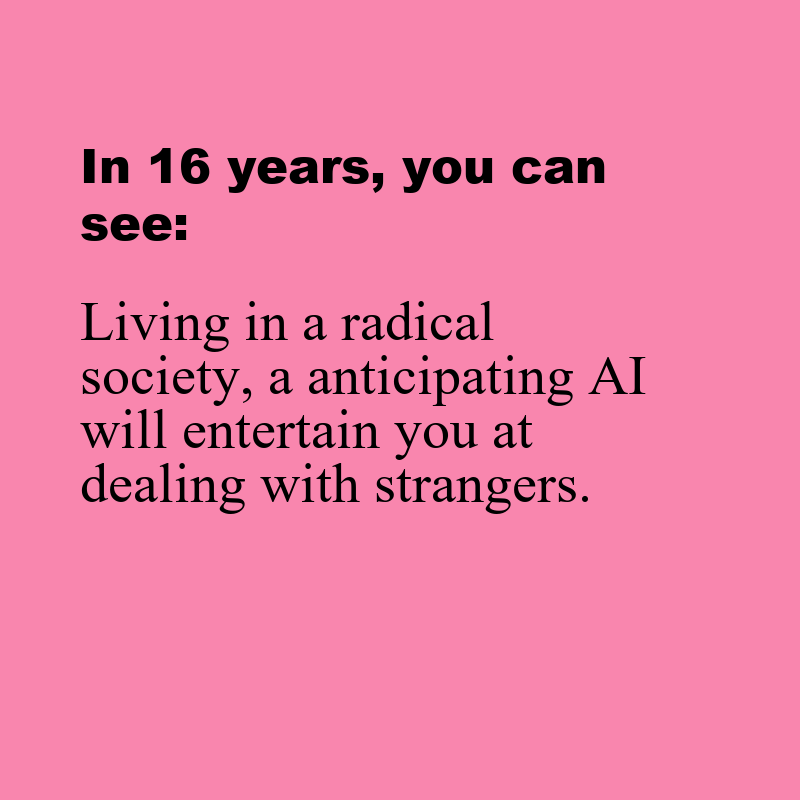 In 16 years, you can
see:
Living in a radical
society, a anticipating AI
will entertain you at
dealing with strangers.